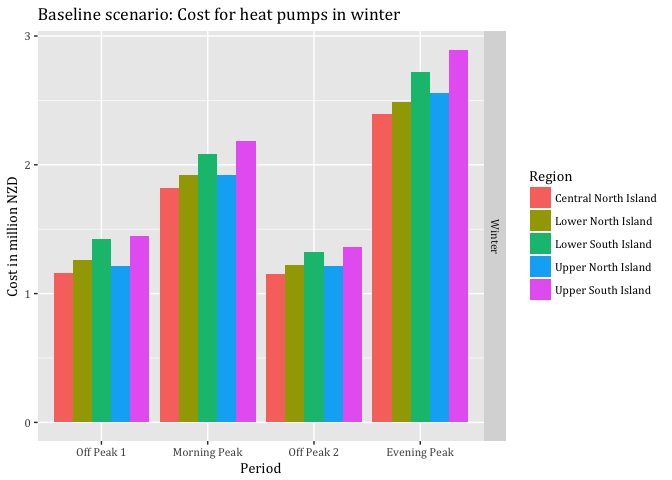 Baseline scenario: Cost for heat pumps in winter
3
2
1
0
Cost in million NZD
Off Peak 1
Morning Peak
Off Peak 2
Evening Peak
Period
Winter
Region
Central North Island
Lower North Island
Lower South Island
Upper North Island
Upper South Island